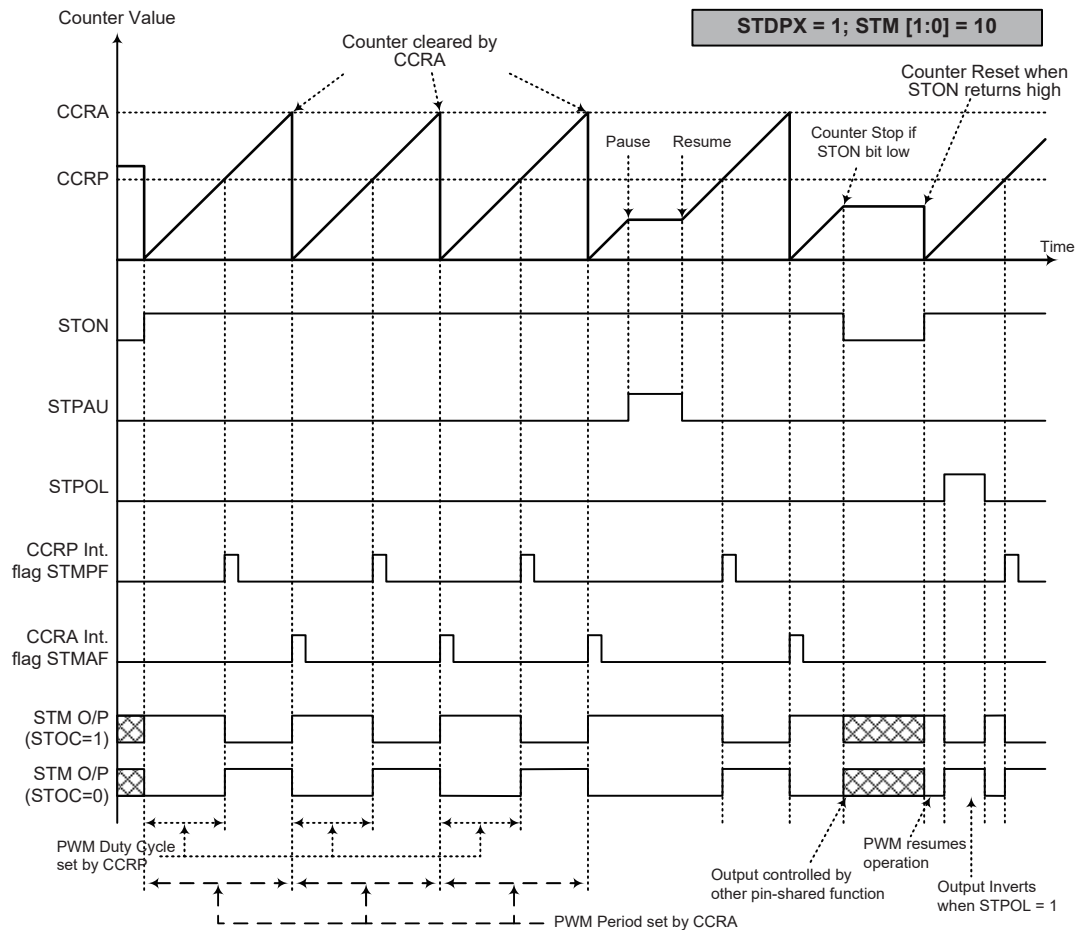 Counter Value
STDPX = 1; STM [1:0] = 10
Counter cleared by
CCRA
Counter Reset when
STON returns high
CCRA
Pause
Resume
Counter Stop if
STON bit low
CCRP
Time
STON
STPAU
STPOL
CCRP Int.
flag STMPF
CCRA Int.
flag STMAF
STM O/P
(STOC=1)
STM O/P
(STOC=0)
PWM Duty Cycle
set by CCRP
PWM resumes
operation
Output controlled by
other pin-shared function
Output Inverts
when STPOL = 1
PWM Period set by CCRA